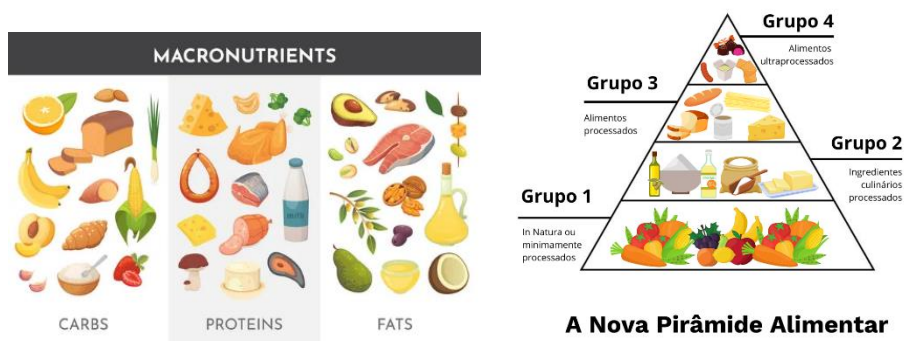 MACRONUTRIENTS
CARBS
PROTEINS
FATS
Grupo 4
Alimentos
ultraprocessados
Grupo 3
Alimentos
processados
Grupo 2
Ingredientes
culinários
processados
Grupo 1
In Natura ou
minimamente
processados
A Nova Pirâmide Alimentar